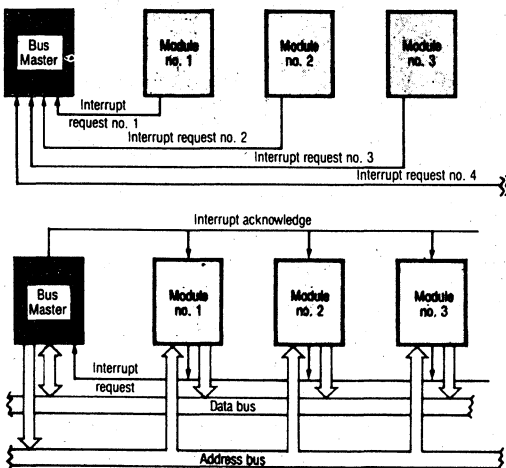 Bus
Master
Module
no. 1
Module
no. 2
Module
no. 3
Interrupt
request no. 1
Interrupt request no. 2
Interrupt request no. 3
Interrupt request no. 4
Interrupt acknowledge
Bus
Master
Module
no. 1
Module
no. 2
Module
no. 3
Interrupt
request
Data bus
Address bus